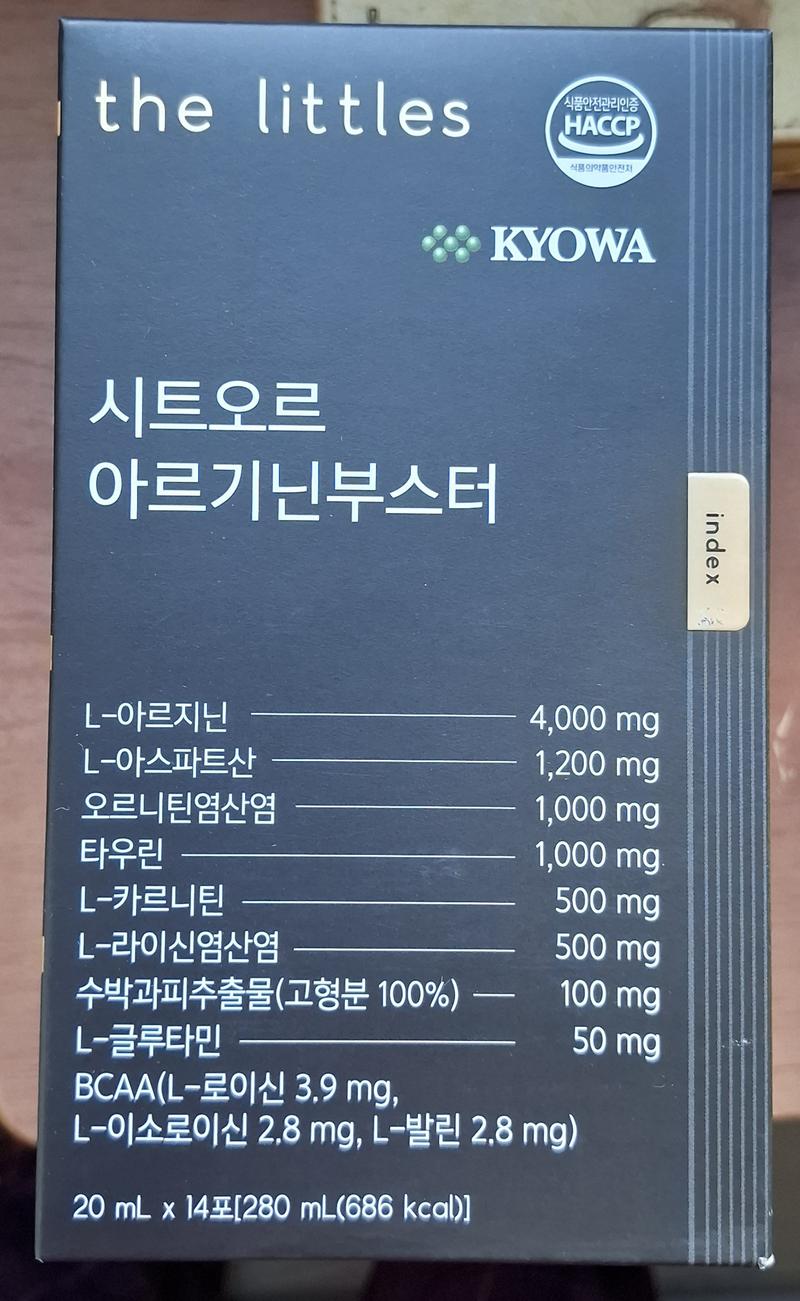 the littles
식품안전관리인증
HACCP
식품의약품안전처
KYOWA
시트오르
아르기닌부스터
index
L-아르지닌 4,000 mg
L-아스파트산 1,200 mg
오르니틴염산염 1,000 mg
타우린 1,000 mg
L-카르니틴 500 mg
L-라이신염산염 500 mg
수박과피추출물(고형분 100%) 100 mg
L-글루타민 50 mg
BCAA(L-로이신 3.9 mg,
L-이소로이신 2.8 mg, L-발린 2.8 mg)
20 mL x 14포[280 mL(686 kcal)]